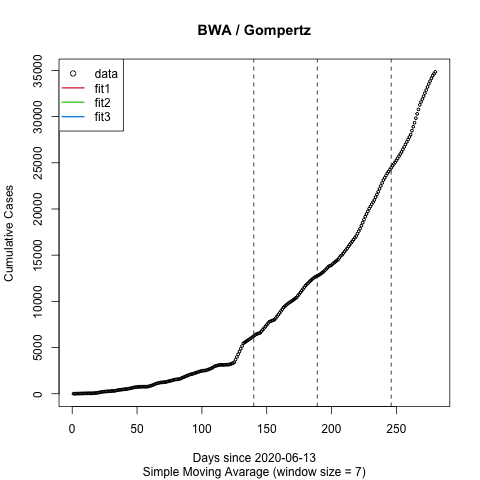 BWA / Gompertz
data
fit1
fit2
fit3
Cumulative Cases
35000
30000
25000
20000
15000
10000
5000
0
0 50 100 150 200 250
Days since 2020-06-13
Simple Moving Avarage (window size = 7)